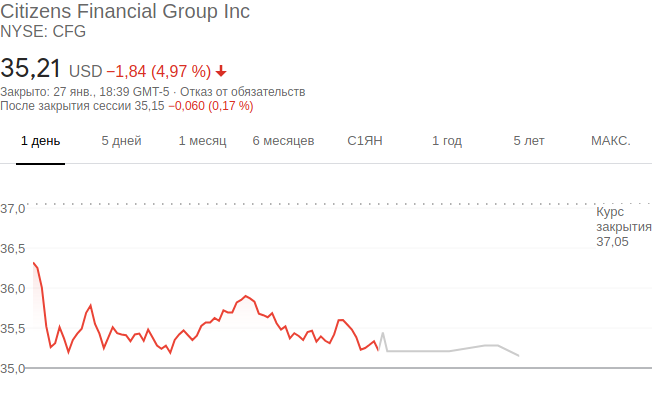 Citizens Financial Group Inc
NYSE: CFG
35,21 USD −1,84 (4,97 %)
Закрыто: 27 янв., 18:39 GMT-5 · Отказ от обязательств
После закрытия сессии 35,15 −0,060 (0,17 %)
1 день 5 дней 1 месяц 6 месяцев С1ЯН 1 год 5 лет МАКС.
37,0
Курс
закрытия
37,05
36,5
36,0
35,5
35,0